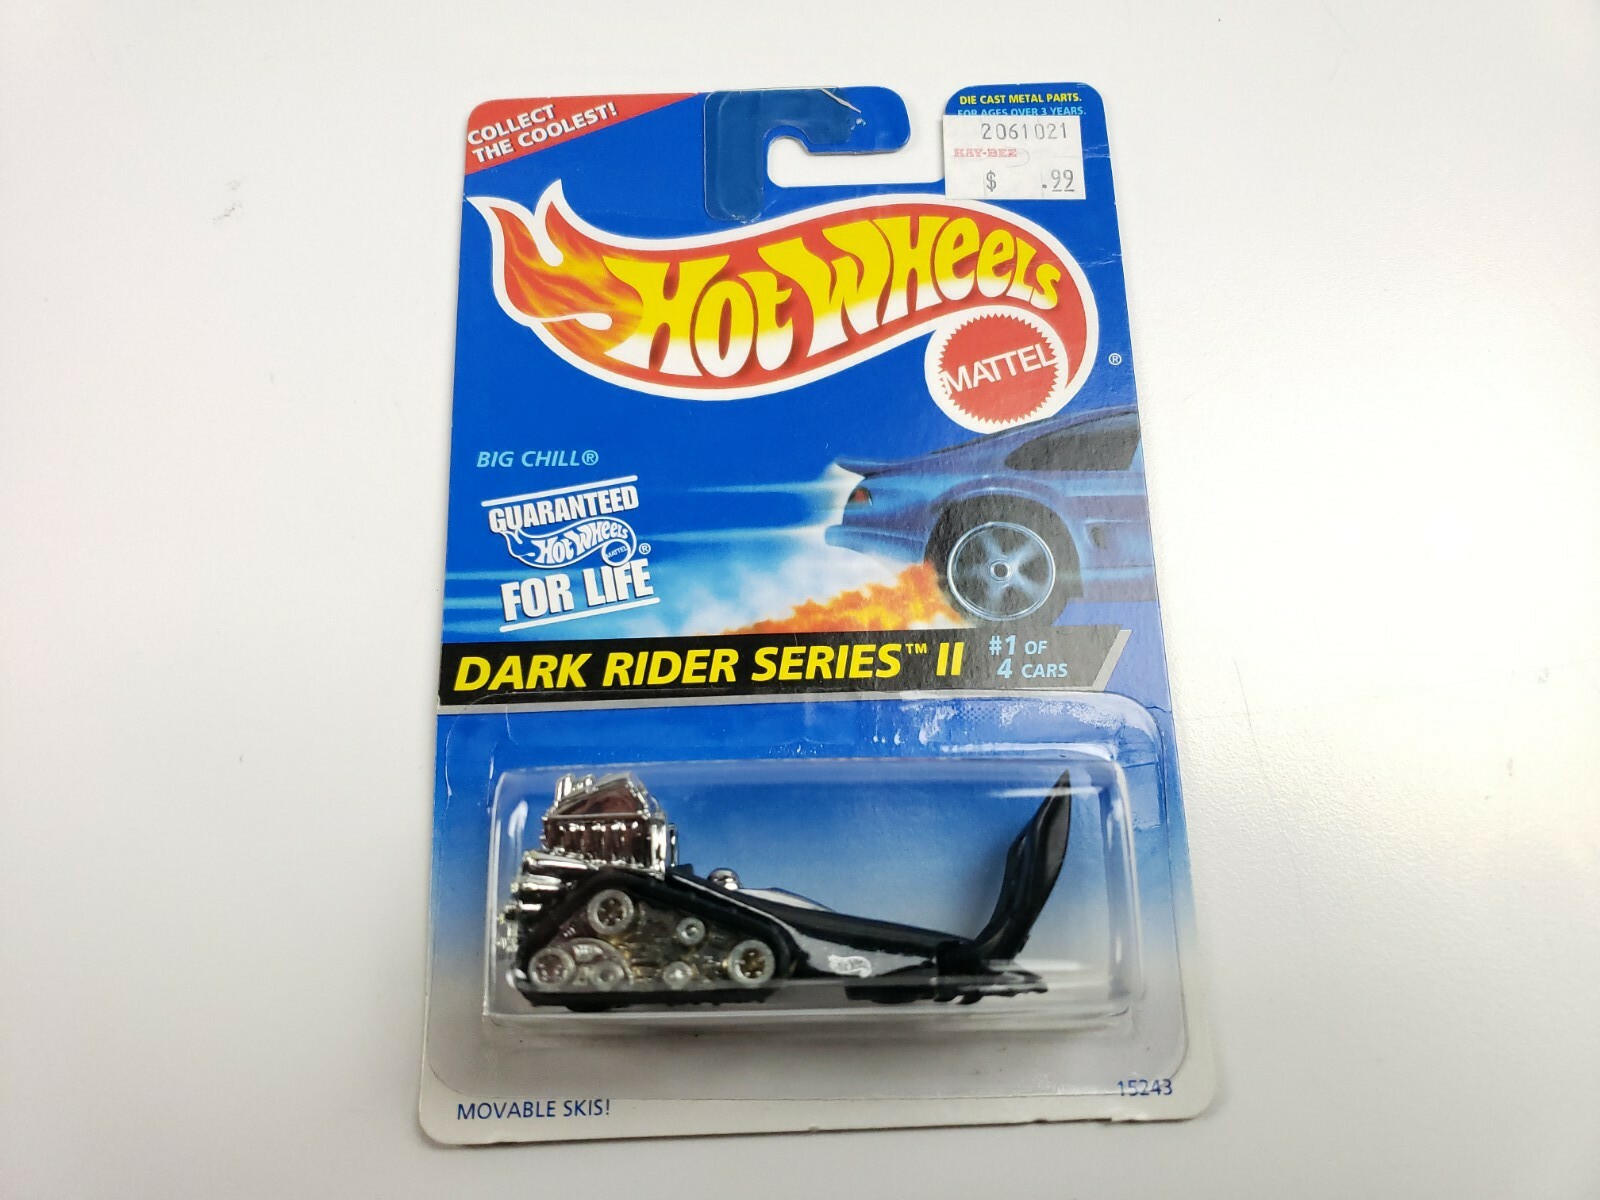 COLLECT
THE COOLEST!
DIE CAST METAL PARTS.
FOR AGES OVER 3 YEARS.
2061021
KAY-BEE
$ .99
HOT WHEELS
MATTEL
®
BIG CHILL®
GUARANTEED
HOT WHEELS
MATTEL ®
FOR LIFE
DARK RIDER SERIES™ II
#1 OF
4 CARS
MOVABLE SKIS!
15243